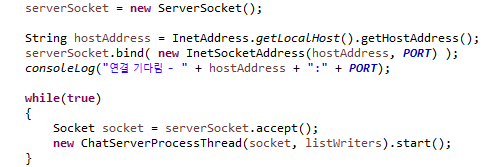 serverSocket = new ServerSocket();
String hostAddress = InetAddress.getLocalHost().getHostAddress();
serverSocket.bind( new InetSocketAddress(hostAddress, PORT) );
consoleLog("연결 기다림 - " + hostAddress + ":" + PORT);
while(true)
{
Socket socket = serverSocket.accept();
new ChatServerProcessThread(socket, listWriters).start();
}